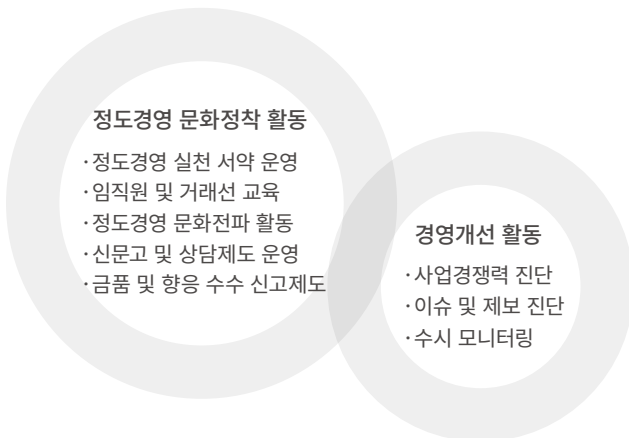 정도경영 문화정착 활동
·정도경영 실천 서약 운영
·임직원 및 거래선 교육
·정도경영 문화전파 활동
·신문고 및 상담제도 운영
·금품 및 향응 수수 신고제도
경영개선 활동
·사업경쟁력 진단
·이슈 및 제보 진단
·수시 모니터링